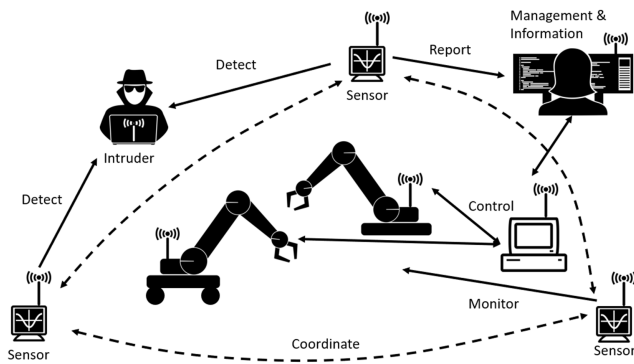 Management &
Information
Detect
Report
Sensor
Intruder
Detect
Control
Monitor
Coordinate
Sensor
Sensor